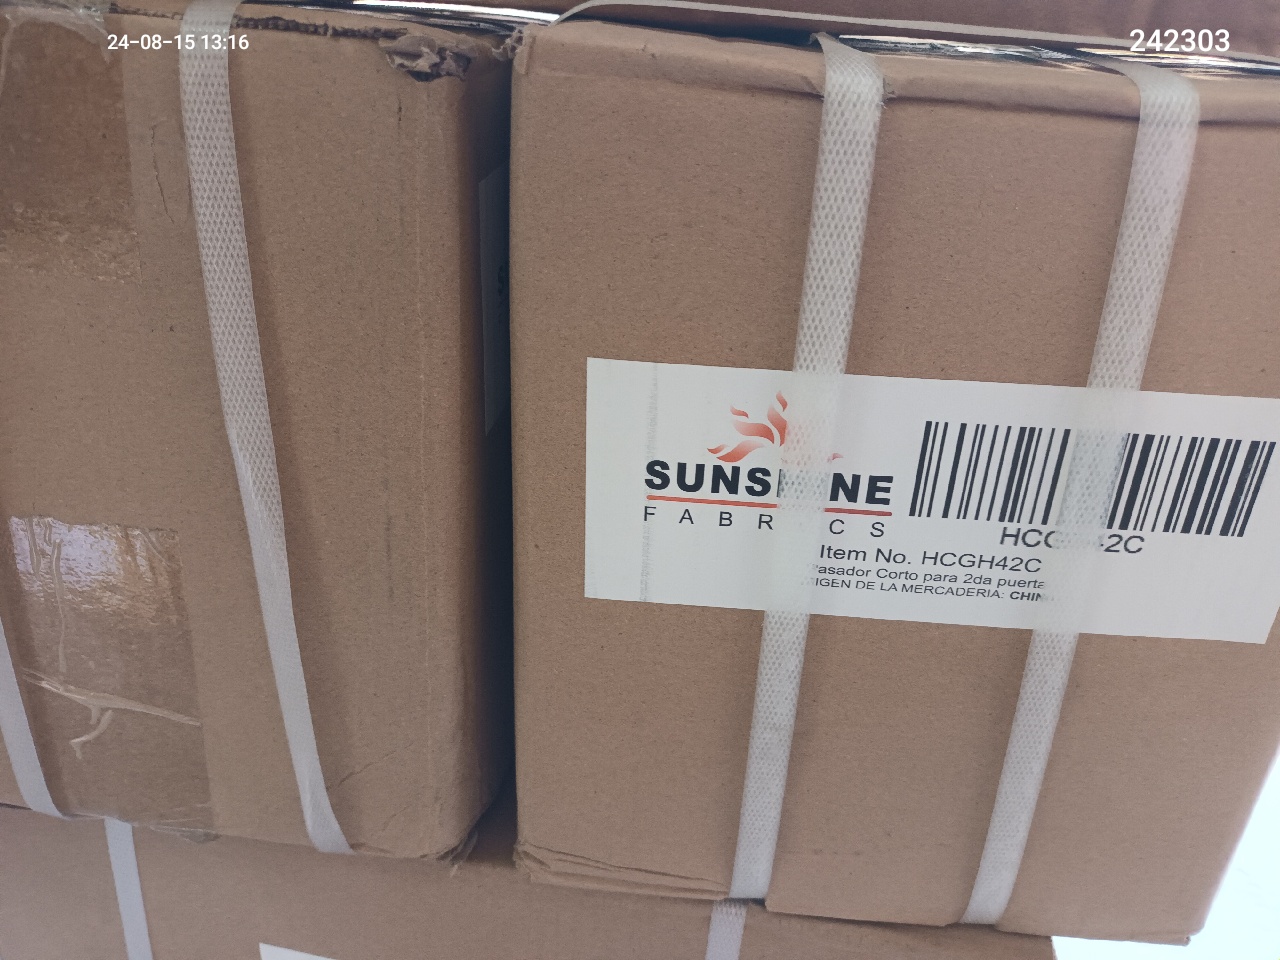 24-08-15 13:16
242303
SUNS NE
FABR CS
HCG 42C
Item No. HCGH42C
asador Corto para 2da puerta
IGEN DE LA MERCADERIA: CHIN